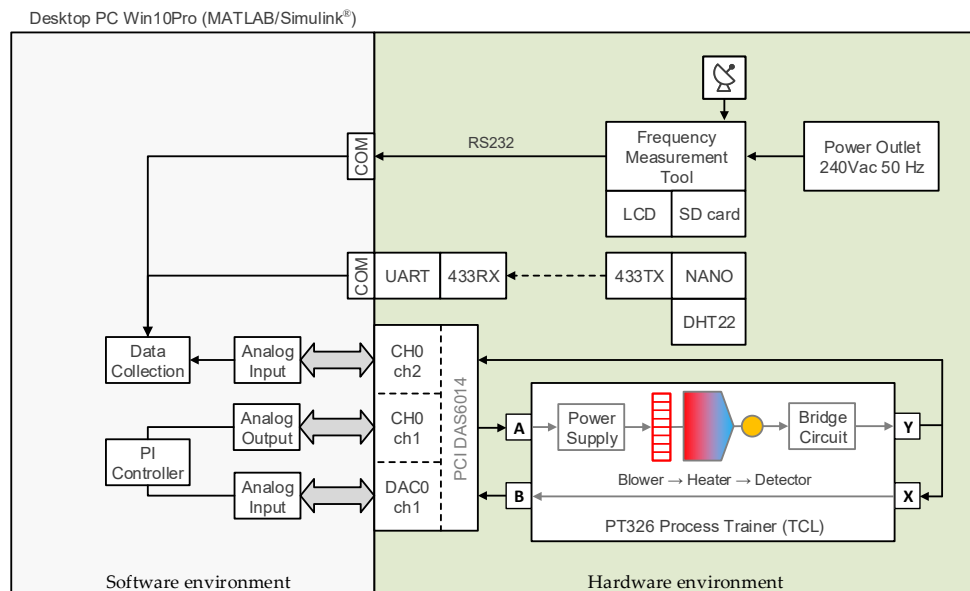 Desktop PC Win10Pro (MATLAB/Simulink®)
COM
RS232
Frequency
Measurement
Tool
LCD
SD card
Power Outlet
240Vac 50 Hz
COM
UART
433RX
433TX
NANO
DHT22
Data
Collection
Analog
Input
CH0
ch2
PCI DAS6014
Analog
Output
CH0
ch1
PI
Controller
Analog
Input
DAC0
ch1
A
Power
Supply
Bridge
Circuit
Y
Blower → Heater → Detector
B
X
PT326 Process Trainer (TCL)
Software environment
Hardware environment